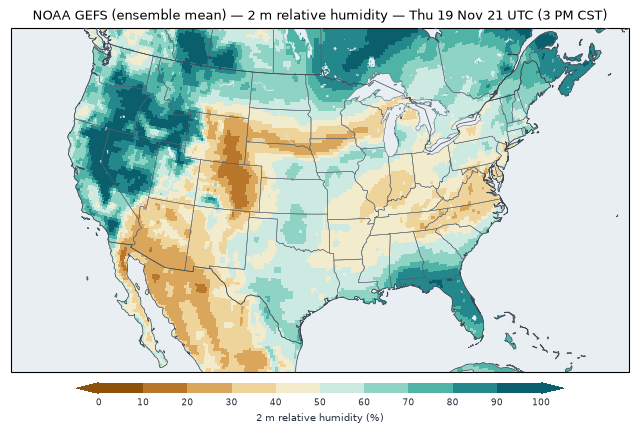 NOAA GEFS (ensemble mean) — 2 m relative humidity — Thu 19 Nov 21 UTC (3 PM CST)
0 10 20 30 40 50 60 70 80 90 100
2 m relative humidity (%)